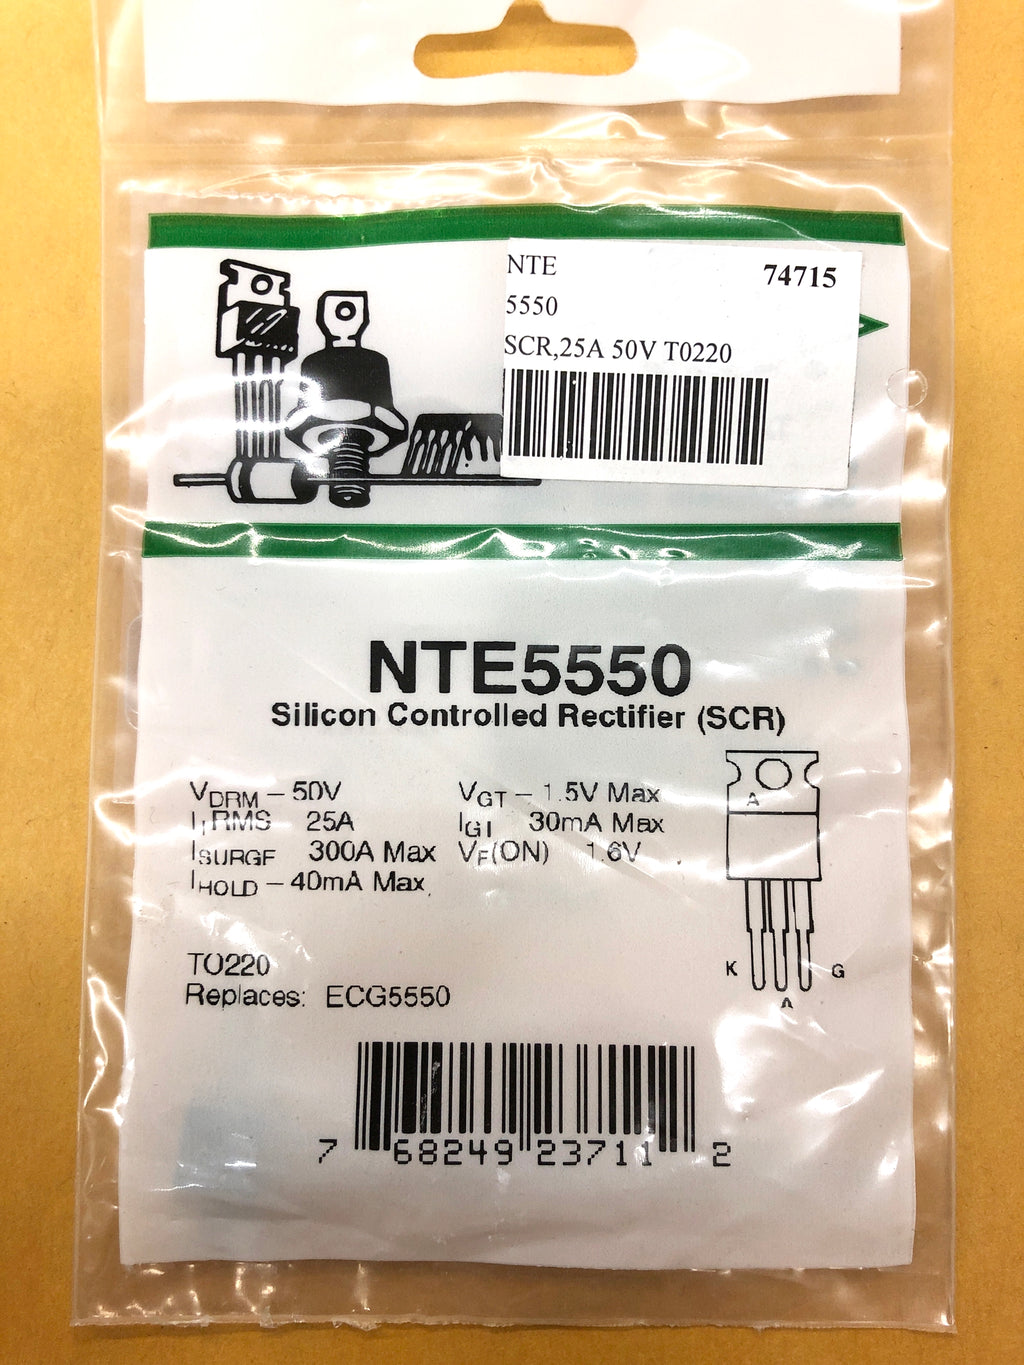 NTE 74715
5550
SCR,25A 50V T0220
NTE5550
Silicon Controlled Rectifier (SCR)
VDRM – 50V VGT – 1.5V Max
ITRMS 25A IGT 30mA Max
ISURGE 300A Max VF(ON) 1.6V
IHOLD – 40mA Max
A
TO220
Replaces: ECG5550
K G
A
7 68249 23711 2